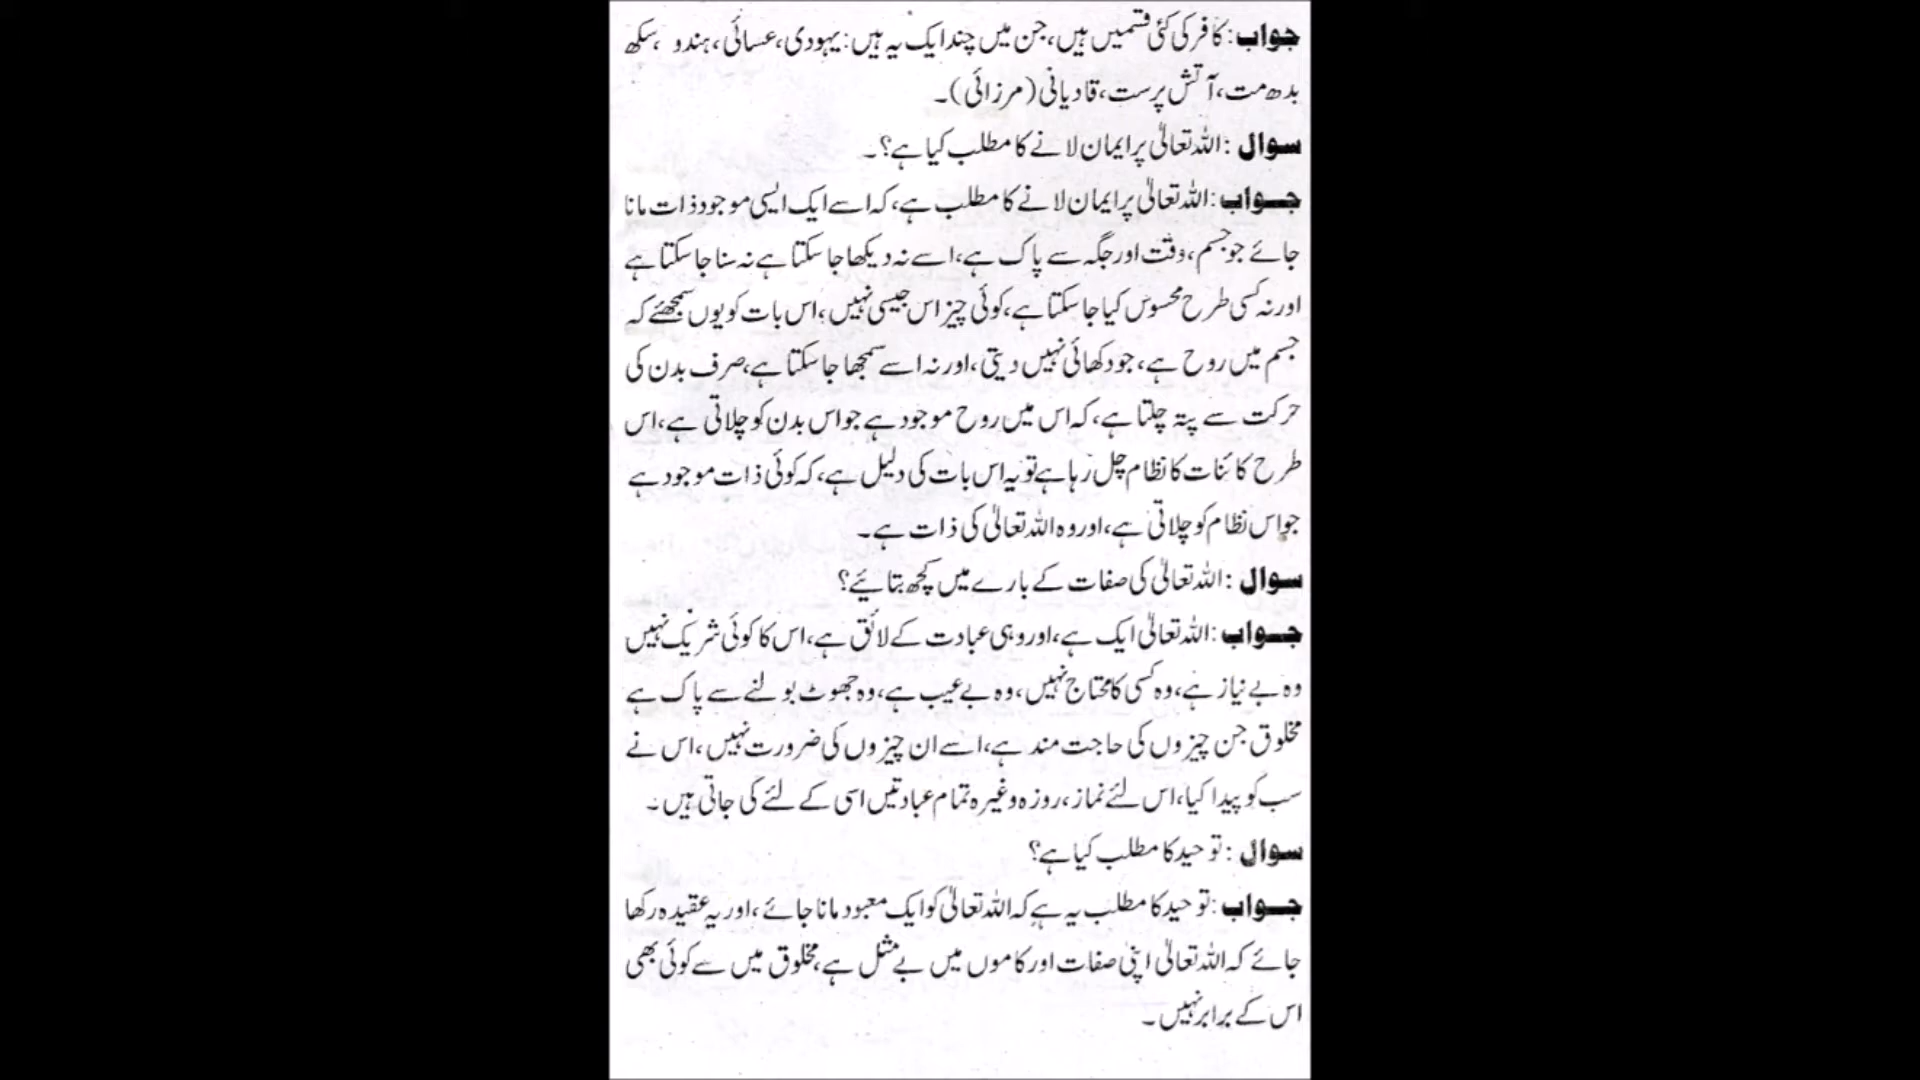 جواب: کافر کی کئی قسمیں ہیں، جن میں چند ایک یہ ہیں: یہودی، عسائی، ہندو، سکھ
بدھ مت، آتش پرست، قادیانی (مرزائی)۔
سوال: اللہ تعالیٰ پر ایمان لانے کا مطلب کیا ہے؟۔
جواب: اللہ تعالیٰ پر ایمان لانے کا مطلب ہے، کہ اسے ایک ایسی موجود ذات مانا
جائے جو جسم، وقت اور جگہ سے پاک ہے، اسے نہ دیکھا جا سکتا ہے نہ سنا جا سکتا ہے
اور نہ کسی طرح محسوس کیا جا سکتا ہے، کوئی چیز اس جیسی نہیں، اس بات کو یوں سمجھئے کہ
جسم میں روح ہے، جو دکھائی نہیں دیتی، اور نہ اسے سمجھا جا سکتا ہے، صرف بدن کی
حرکت سے پتہ چلتا ہے، کہ اس میں روح موجود ہے جو اس بدن کو چلاتی ہے، اس
طرح کائنات کا نظام چل رہا ہے تو یہ اس بات کی دلیل ہے، کہ کوئی ذات موجود ہے
جو اس نظام کو چلاتی ہے، اور وہ اللہ تعالیٰ کی ذات ہے۔
سوال: اللہ تعالیٰ کی صفات کے بارے میں کچھ بتائیے؟
جواب: اللہ تعالیٰ ایک ہے، اور وہی عبادت کے لائق ہے، اس کا کوئی شریک نہیں
وہ بے نیاز ہے، وہ کسی کا محتاج نہیں، وہ بے عیب ہے، وہ جھوٹ بولنے سے پاک ہے
مخلوق جن چیزوں کی حاجت مند ہے، اسے ان چیزوں کی ضرورت نہیں، اس نے
سب کو پیدا کیا، اس لئے نماز، روزہ وغیرہ تمام عبادتیں اسی کے لئے کی جاتی ہیں۔
سوال: توحید کا مطلب کیا ہے؟
جواب: توحید کا مطلب یہ ہے کہ اللہ تعالیٰ کو ایک معبود مانا جائے، اور یہ عقیدہ رکھا
جائے کہ اللہ تعالیٰ اپنی صفات اور کاموں میں بے مثل ہے، مخلوق میں سے کوئی بھی
اس کے برابر نہیں۔